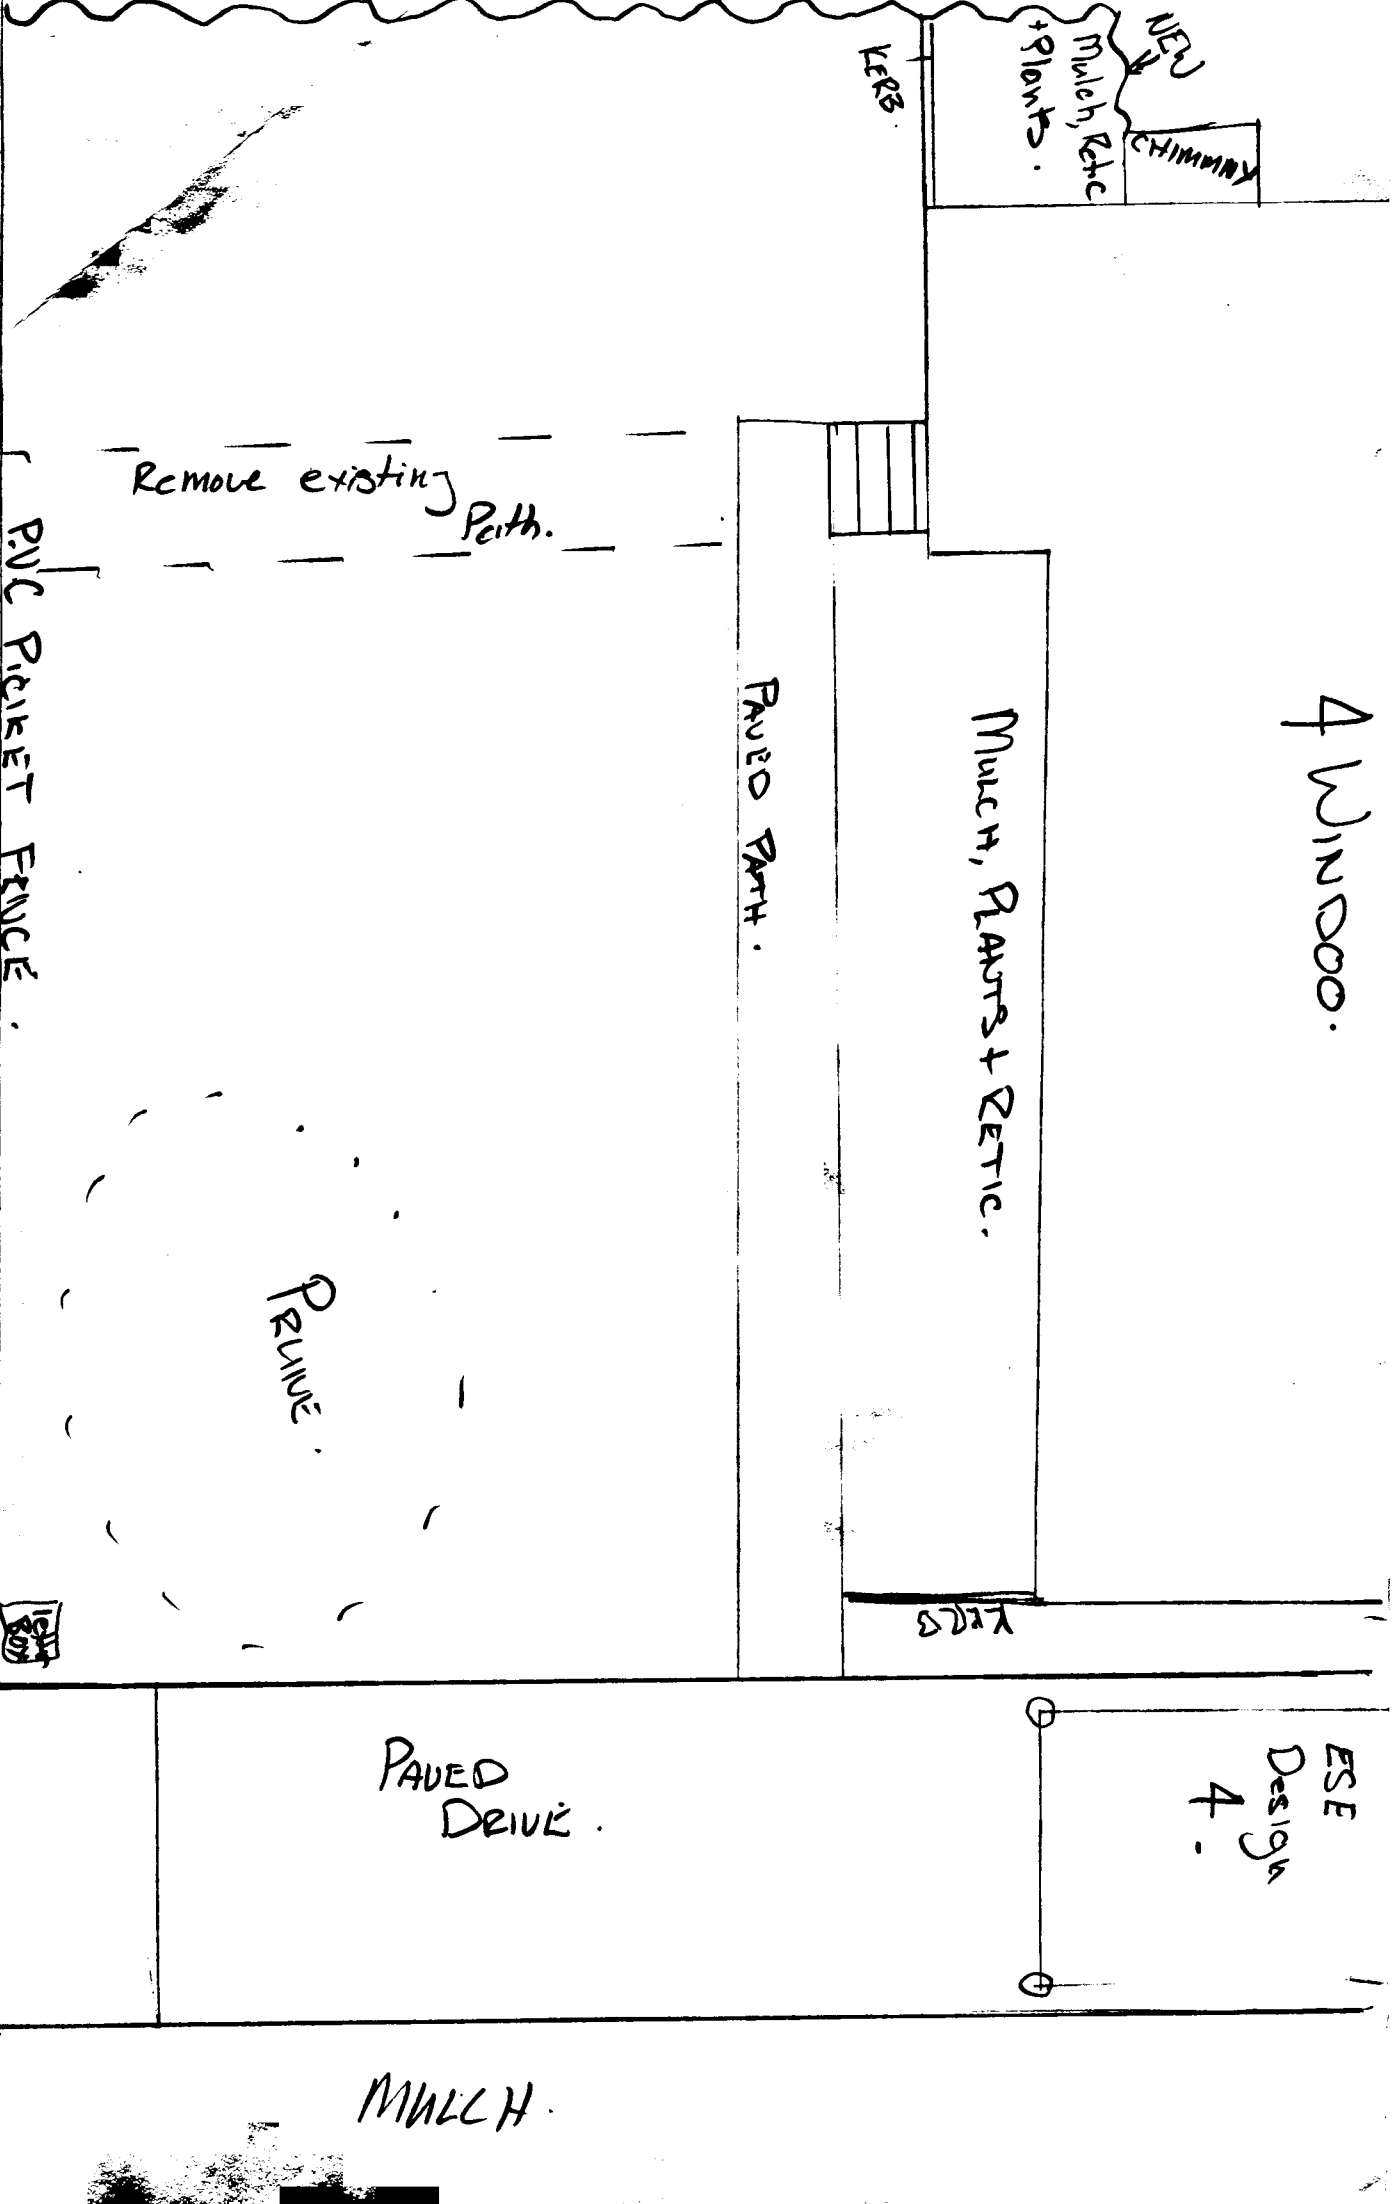 NEW
Mulch, Retic
+ Plants.
CHIMMNY
KERB.
Remove existing
Path.
P.V.C PICKET FENCE.
PAVED PATH.
MULCH, PLANTS + RETIC.
4 WINDOO.
PRUNE.
KERB
PAVED
DRIVE.
ESE
Design
4.
MULCH.